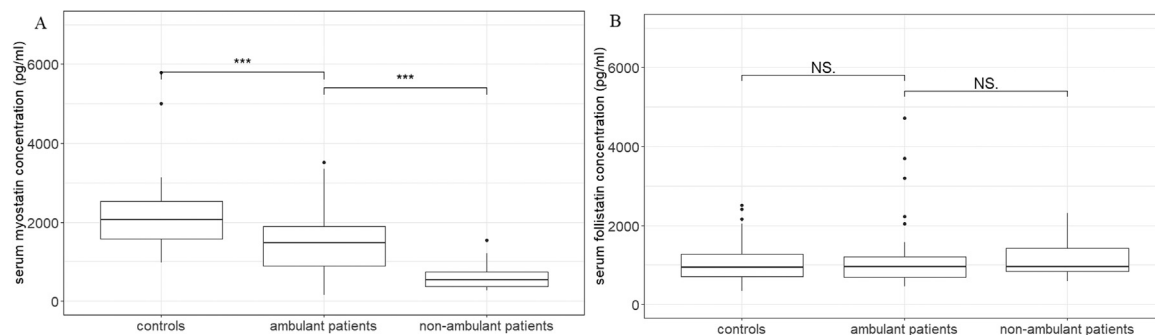 A
serum myostatin concentration (pg/ml)
6000
4000
2000
0
***
***
controls
ambulant patients
non-ambulant patients
B
serum follistatin concentration (pg/ml)
6000
4000
2000
0
NS.
NS.
controls
ambulant patients
non-ambulant patients